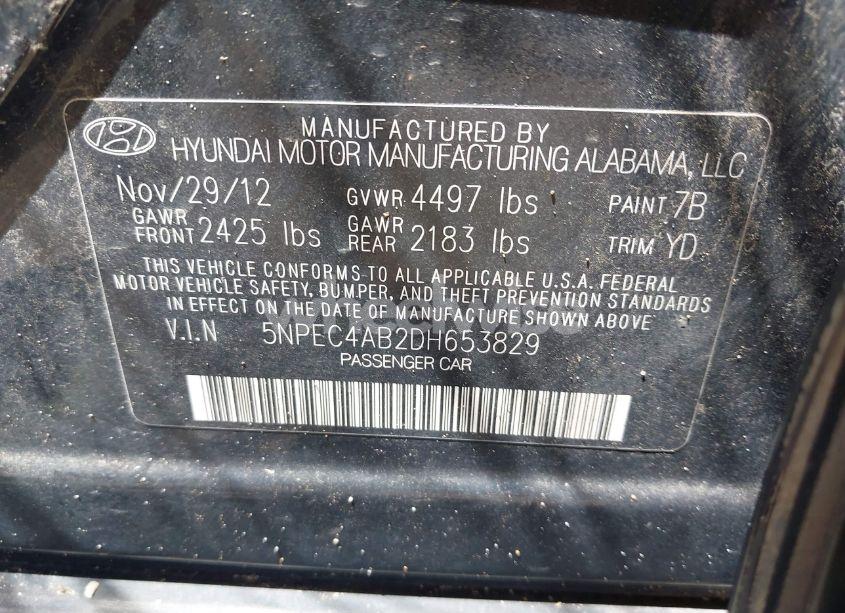 MANUFACTURED BY
HYUNDAI MOTOR MANUFACTURING ALABAMA, LLC
Nov/29/12 GVWR 4497 lbs PAINT 7B
GAWR FRONT 2425 lbs GAWR REAR 2183 lbs TRIM YD
THIS VEHICLE CONFORMS TO ALL APPLICABLE U.S.A. FEDERAL
MOTOR VEHICLE SAFETY, BUMPER, AND THEFT PREVENTION STANDARDS
IN EFFECT ON THE DATE OF MANUFACTURE SHOWN ABOVE
V.I.N 5NPEC4AB2DH653829
PASSENGER CAR